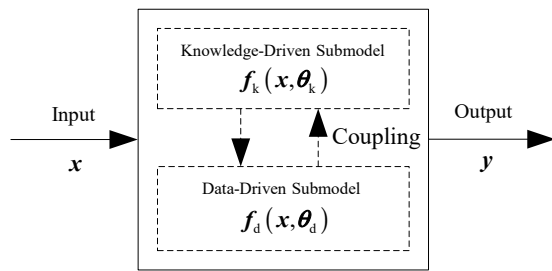 Knowledge-Driven Submodel
f_k(x,θ_k)
Input
x
Coupling
Output
y
Data-Driven Submodel
f_d(x,θ_d)